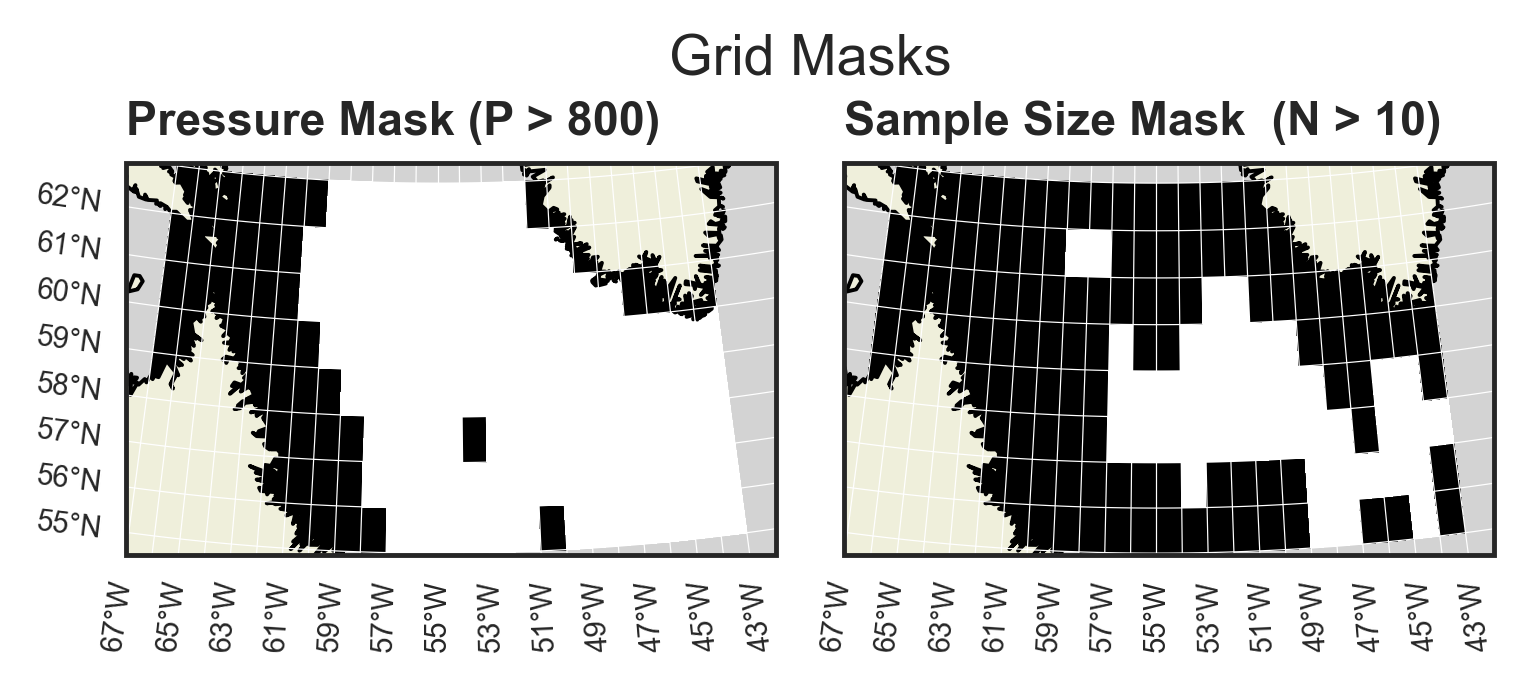 Grid Masks
Pressure Mask (P > 800)
Sample Size Mask  (N > 10)
62°N
61°N
60°N
59°N
58°N
57°N
56°N
55°N
67°W 65°W 63°W 61°W 59°W 57°W 55°W 53°W 51°W 49°W 47°W 45°W 43°W
67°W 65°W 63°W 61°W 59°W 57°W 55°W 53°W 51°W 49°W 47°W 45°W 43°W